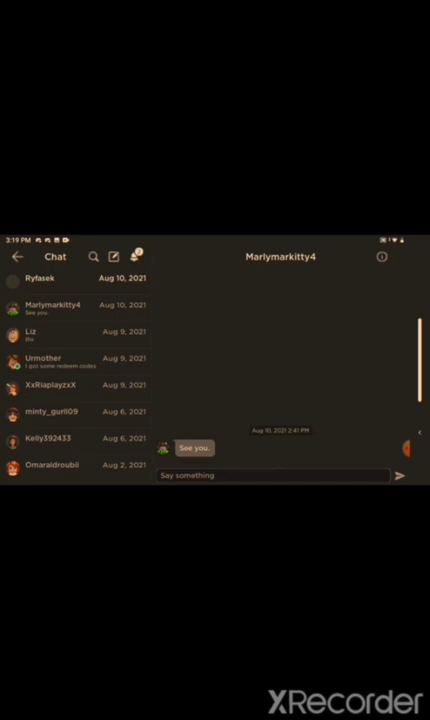 3:19 PM
Chat
2
Marlymarkitty4
Ryfasek Aug 10, 2021
Marlymarkitty4 Aug 10, 2021
See you.
Liz Aug 9, 2021
Urmother Aug 9, 2021
I got some redeem codes
XxRiaplayzxX Aug 9, 2021
minty_gurll09 Aug 6, 2021
Kelly392433 Aug 6, 2021
Omaraldroubii Aug 2, 2021
Aug 10, 2021 2:41 PM
See you.
Say something
XRecorder